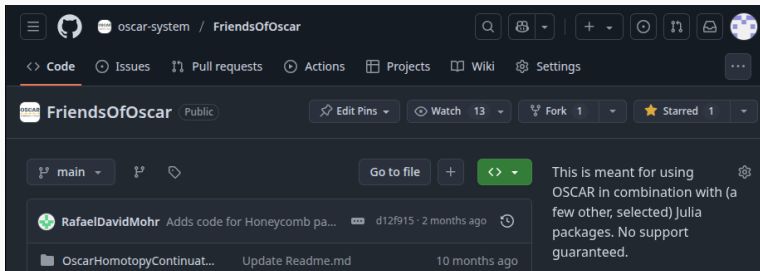 oscar-system / FriendsOfOscar
Code Issues Pull requests Actions Projects Wiki Settings
OSCAR FriendsOfOscar Public Edit Pins Watch 13 Fork 1 Starred 1
main Go to file
This is meant for using
OSCAR in combination with (a
few other, selected) Julia
packages. No support
guaranteed.
RafaelDavidMohr Adds code for Honeycomb pa... d12f915 · 2 months ago
OscarHomotopyContinuat... Update Readme.md 10 months ago